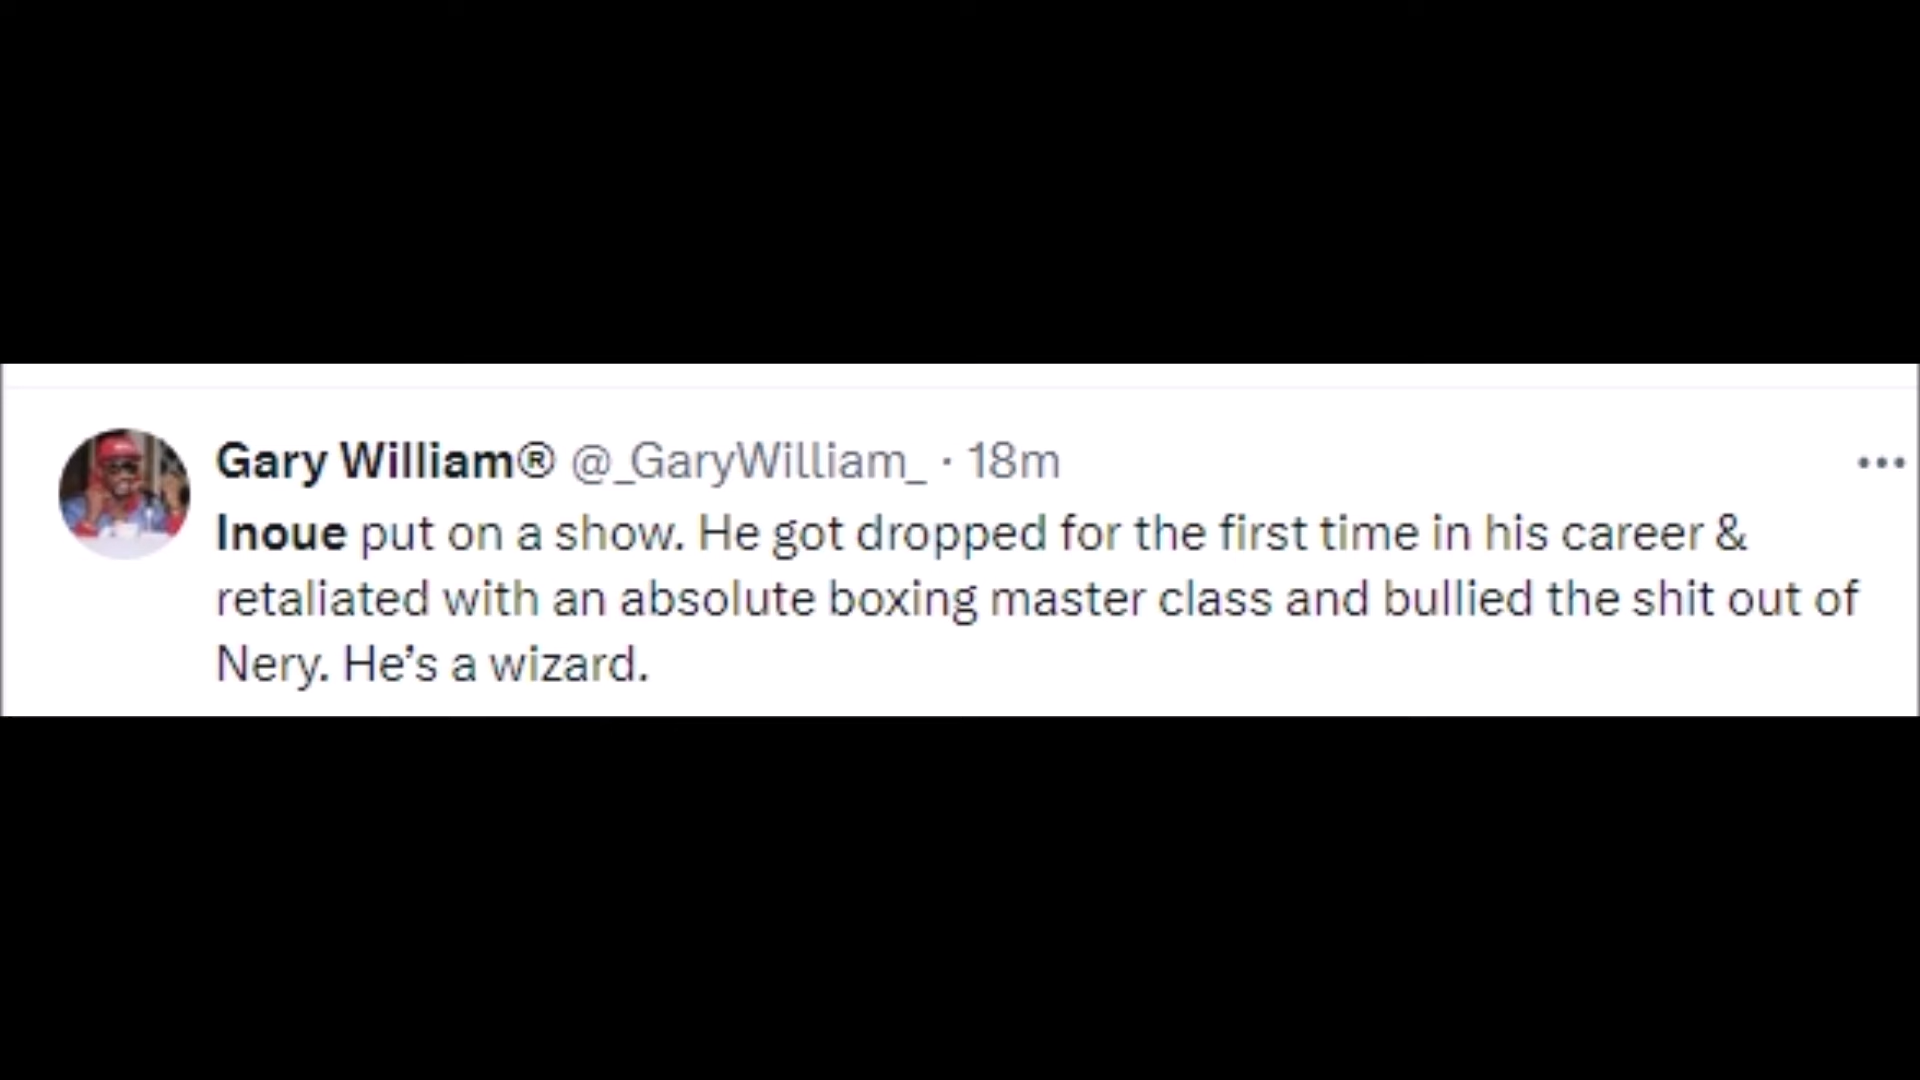 Gary William® @_GaryWilliam_ · 18m
Inoue put on a show. He got dropped for the first time in his career &
retaliated with an absolute boxing master class and bullied the shit out of
Nery. He’s a wizard.